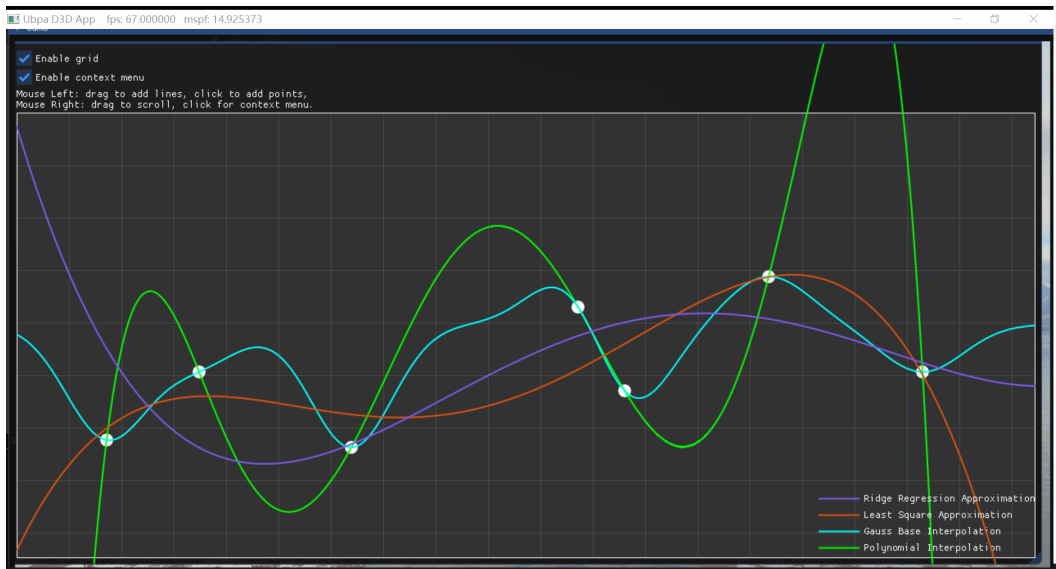 Ubpa D3D App fps: 67.000000 mspf: 14.925373
Enable grid
Enable context menu
Mouse Left: drag to add lines, click to add points,
Mouse Right: drag to scroll, click for context menu.
Ridge Regression Approximation
Least Square Approximation
Gauss Base Interpolation
Polynomial Interpolation